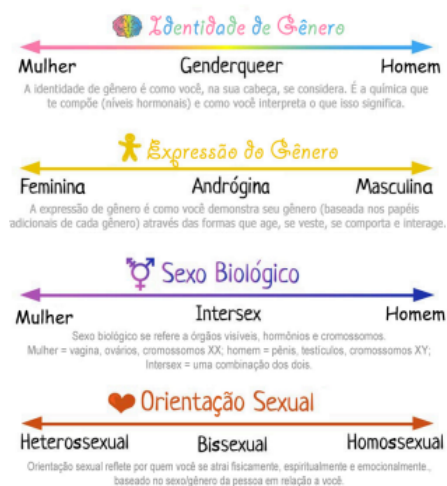 Identidade de Gênero
Mulher Genderqueer Homem
A identidade de gênero é como você, na sua cabeça, se considera. É a química que
te compõe (níveis hormonais) e como você interpreta o que isso significa.
Expressão do Gênero
Feminina Andrógina Masculina
A expressão de gênero é como você demonstra seu gênero (baseada nos papéis
adicionais de cada gênero) através das formas que age, se veste, se comporta e interage.
Sexo Biológico
Mulher Intersex Homem
Sexo biológico se refere a órgãos visíveis, hormônios e cromossomos.
Mulher = vagina, ovários, cromossomos XX; homem = pênis, testículos, cromossomos XY;
Intersex = uma combinação dos dois.
Orientação Sexual
Heterossexual Bissexual Homossexual
Orientação sexual reflete por quem você se atrai fisicamente, espiritualmente e emocionalmente.,
baseado no sexo/gênero da pessoa em relação a você.